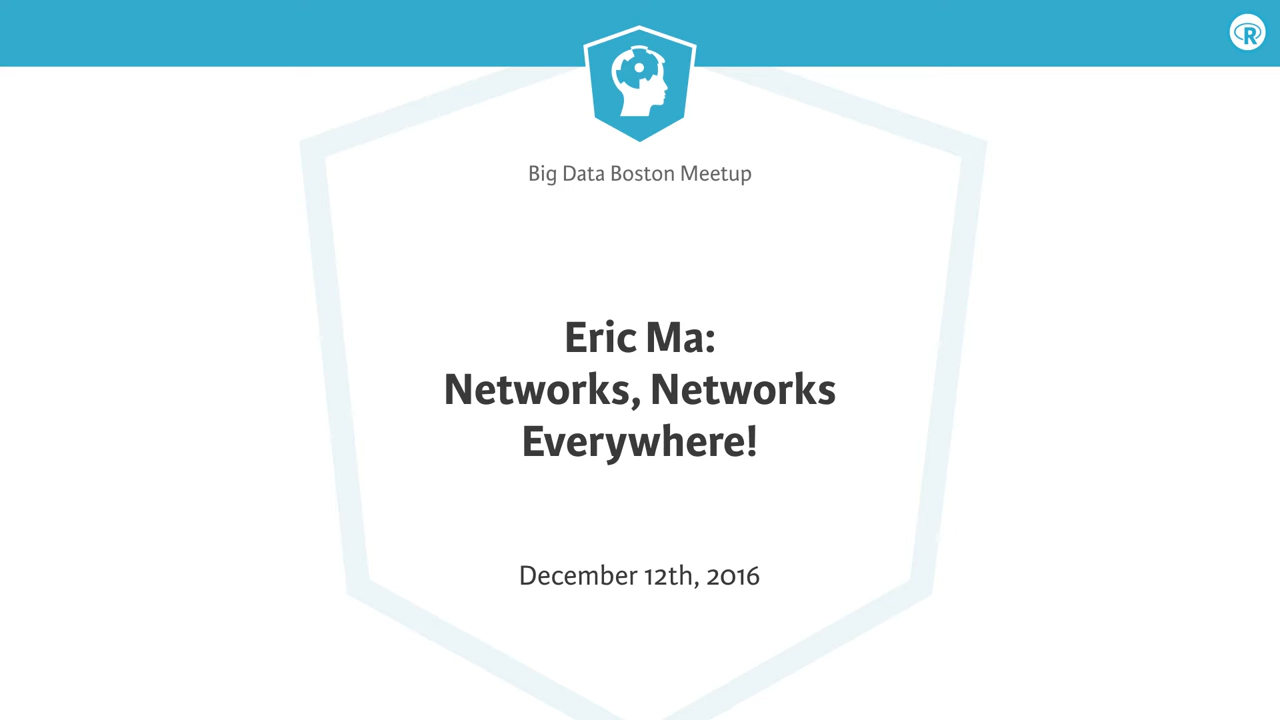 R
Big Data Boston Meetup
Eric Ma:
Networks, Networks
Everywhere!
December 12th, 2016